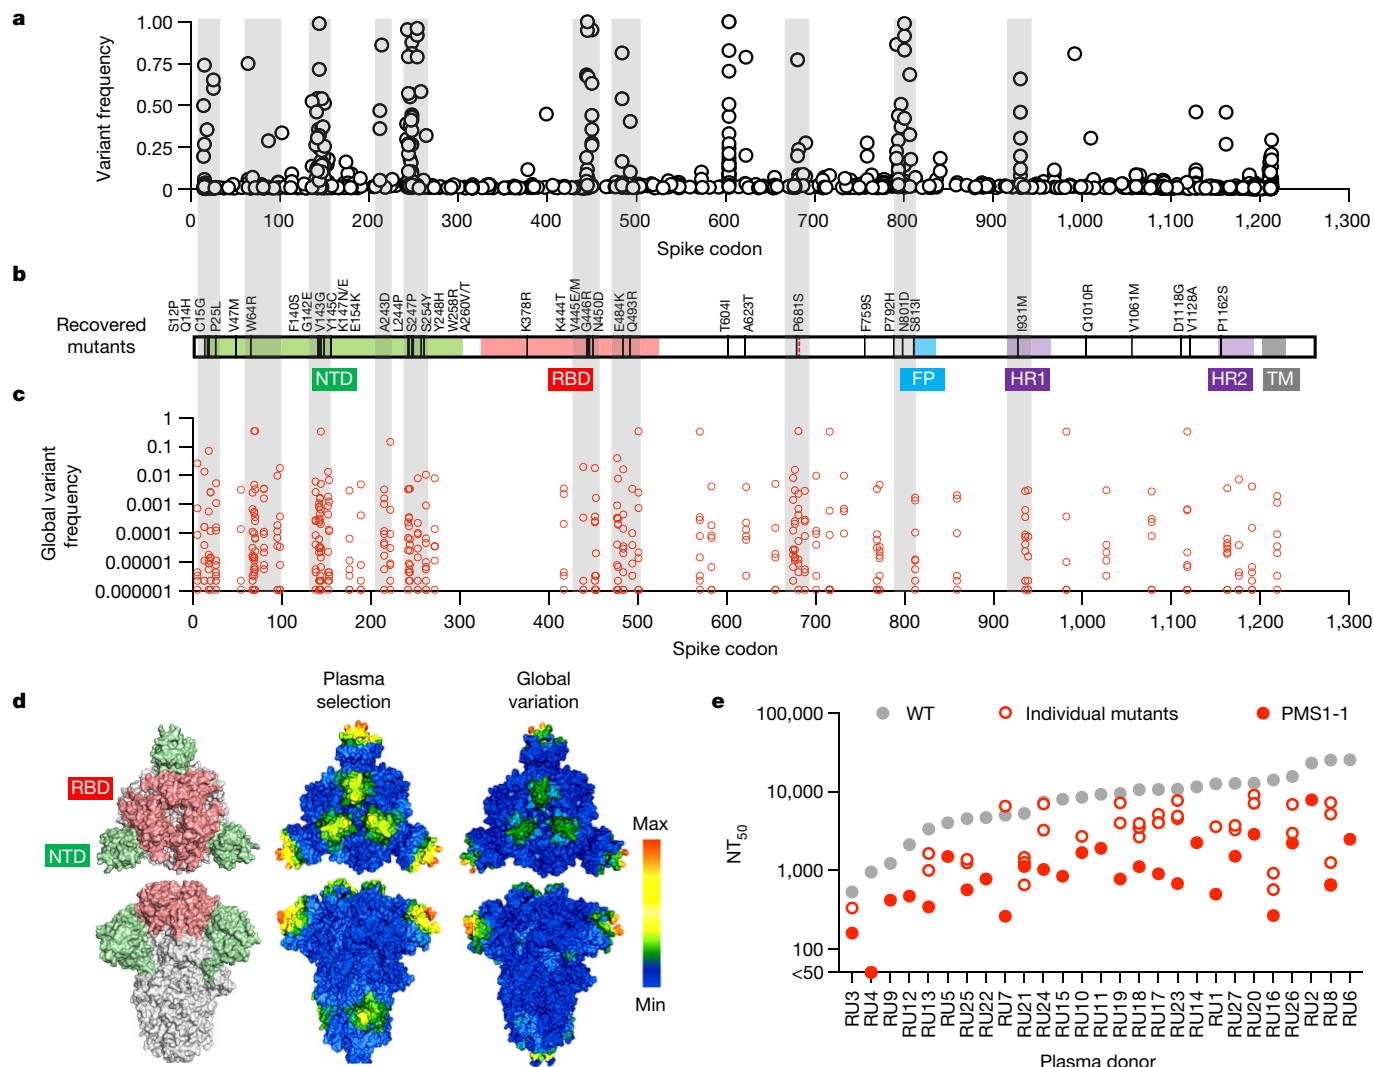 a
Variant frequency
1.00
0.75
0.50
0.25
0
0 100 200 300 400 500 600 700 800 900 1,000 1,100 1,200 1,300
Spike codon
b
Recovered
mutants
S12P Q14H C15G P25L V47M W64R F140S G142E V143G Y145C K147N/E E154K A243D L244P S247P S254Y Y248H W258R A260V/T K378R K444T V445E/M G446R N450D E484K Q493R T604I A623T P681S F759S P792H N801D S813I I931M Q1010R V1061M D1118G V1128A P1162S
NTD RBD FP HR1 HR2 TM
c
Global variant
frequency
1
0.1
0.01
0.001
0.0001
0.00001
0.000001
0 100 200 300 400 500 600 700 800 900 1,000 1,100 1,200 1,300
Spike codon
d
Plasma
selection
Global
variation
RBD
NTD
Max
Min
e
WT Individual mutants PMS1-1
NT50
100,000
10,000
1,000
100
<50
RU3 RU4 RU9 RU12 RU13 RU5 RU25 RU22 RU7 RU21 RU24 RU15 RU10 RU11 RU19 RU18 RU17 RU23 RU14 RU1 RU27 RU20 RU16 RU26 RU2 RU8 RU6
Plasma donor